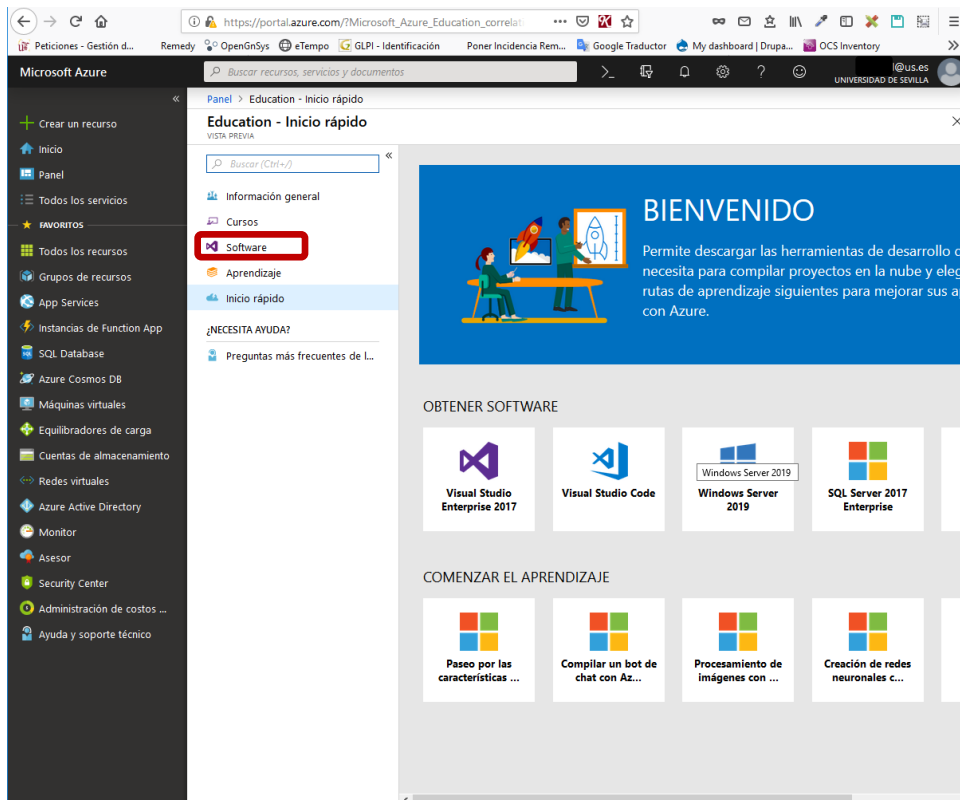 https://portal.azure.com/?Microsoft_Azure_Education_correlat
Peticiones - Gestión d... Remedy OpenGnSys eTempo GLPI - Identificación Poner Incidencia Rem... Google Traductor My dashboard | Drupa... OCS Inventory
Microsoft Azure
Buscar recursos, servicios y documentos
@us.es
UNIVERSIDAD DE SEVILLA
Crear un recurso
Inicio
Panel
Todos los servicios
FAVORITOS
Todos los recursos
Grupos de recursos
App Services
Instancias de Function App
SQL Database
Azure Cosmos DB
Máquinas virtuales
Equilibradores de carga
Cuentas de almacenamiento
Redes virtuales
Azure Active Directory
Monitor
Asesor
Security Center
Administración de costos ...
Ayuda y soporte técnico
Panel > Education - Inicio rápido
Education - Inicio rápido
VISTA PREVIA
Buscar (Ctrl+/)
Información general
Cursos
Software
Aprendizaje
Inicio rápido
¿NECESITA AYUDA?
Preguntas más frecuentes de l...
BIENVENIDO
Permite descargar las herramientas de desarrollo
necesita para compilar proyectos en la nube y eleg
rutas de aprendizaje siguientes para mejorar sus a
con Azure.
OBTENER SOFTWARE
Visual Studio
Enterprise 2017
Visual Studio Code
Windows Server 2019
Windows Server
2019
SQL Server 2017
Enterprise
COMENZAR EL APRENDIZAJE
Paseo por las
características ...
Compilar un bot de
chat con Az...
Procesamiento de
imágenes con ...
Creación de redes
neuronales c...